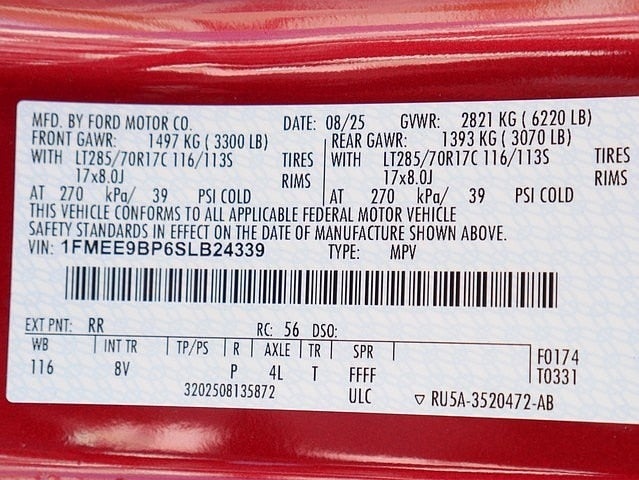 MFD. BY FORD MOTOR CO. DATE: 08/25 GVWR: 2821 KG ( 6220 LB)
FRONT GAWR: 1497 KG ( 3300 LB) REAR GAWR: 1393 KG ( 3070 LB)
WITH LT285/70R17C 116/113S TIRES WITH LT285/70R17C 116/113S TIRES
17x8.0J RIMS 17x8.0J RIMS
AT 270 kPa/ 39 PSI COLD AT 270 kPa/ 39 PSI COLD
THIS VEHICLE CONFORMS TO ALL APPLICABLE FEDERAL MOTOR VEHICLE
SAFETY STANDARDS IN EFFECT ON THE DATE OF MANUFACTURE SHOWN ABOVE.
VIN: 1FMEE9BP6SLB24339 TYPE: MPV
EXT PNT: RR RC: 56 DSO:
WB INT TR TP/PS R AXLE TR SPR F0174
116 8V P 4L T FFFF T0331
3202508135872 ULC ▽ RU5A-3520472-AB